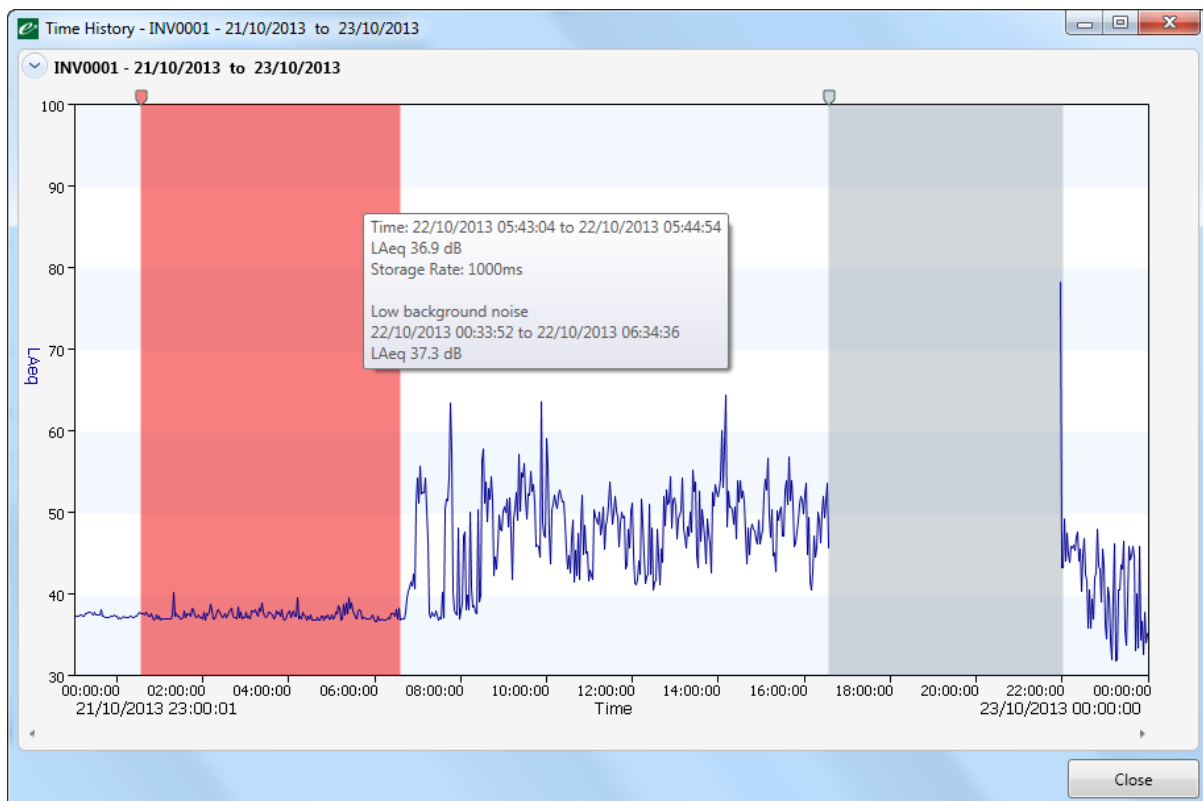 Time History - INV0001 - 21/10/2013 to 23/10/2013
INV0001 - 21/10/2013 to 23/10/2013
100
90
80
70
60
50
40
30
LAeq
Time: 22/10/2013 05:43:04 to 22/10/2013 05:44:54
LAeq 36.9 dB
Storage Rate: 1000ms
Low background noise
22/10/2013 00:33:52 to 22/10/2013 06:34:36
LAeq 37.3 dB
00:00:00 02:00:00 04:00:00 06:00:00 08:00:00 10:00:00 12:00:00 14:00:00 16:00:00 18:00:00 20:00:00 22:00:00 00:00:00
21/10/2013 23:00:01 Time 23/10/2013 00:00:00
Close